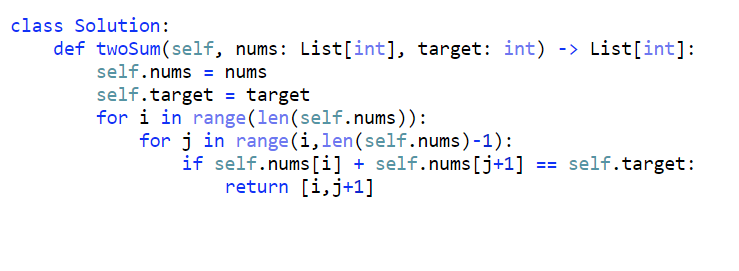 class Solution:
    def twoSum(self, nums: List[int], target: int) -> List[int]:
        self.nums = nums
        self.target = target
        for i in range(len(self.nums)):
            for j in range(i,len(self.nums)-1):
                if self.nums[i] + self.nums[j+1] == self.target:
                    return [i,j+1]